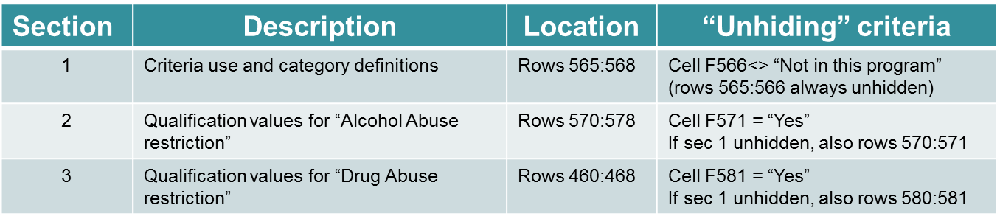 Section Description Location “Unhiding” criteria
1 Criteria use and category definitions Rows 565:568 Cell F566<> “Not in this program”
(rows 565:566 always unhidden)
2 Qualification values for “Alcohol Abuse Rows 570:578 Cell F571 = “Yes”
restriction” If sec 1 unhidden, also rows 570:571
3 Qualification values for “Drug Abuse Rows 460:468 Cell F581 = “Yes”
restriction” If sec 1 unhidden, also rows 580:581